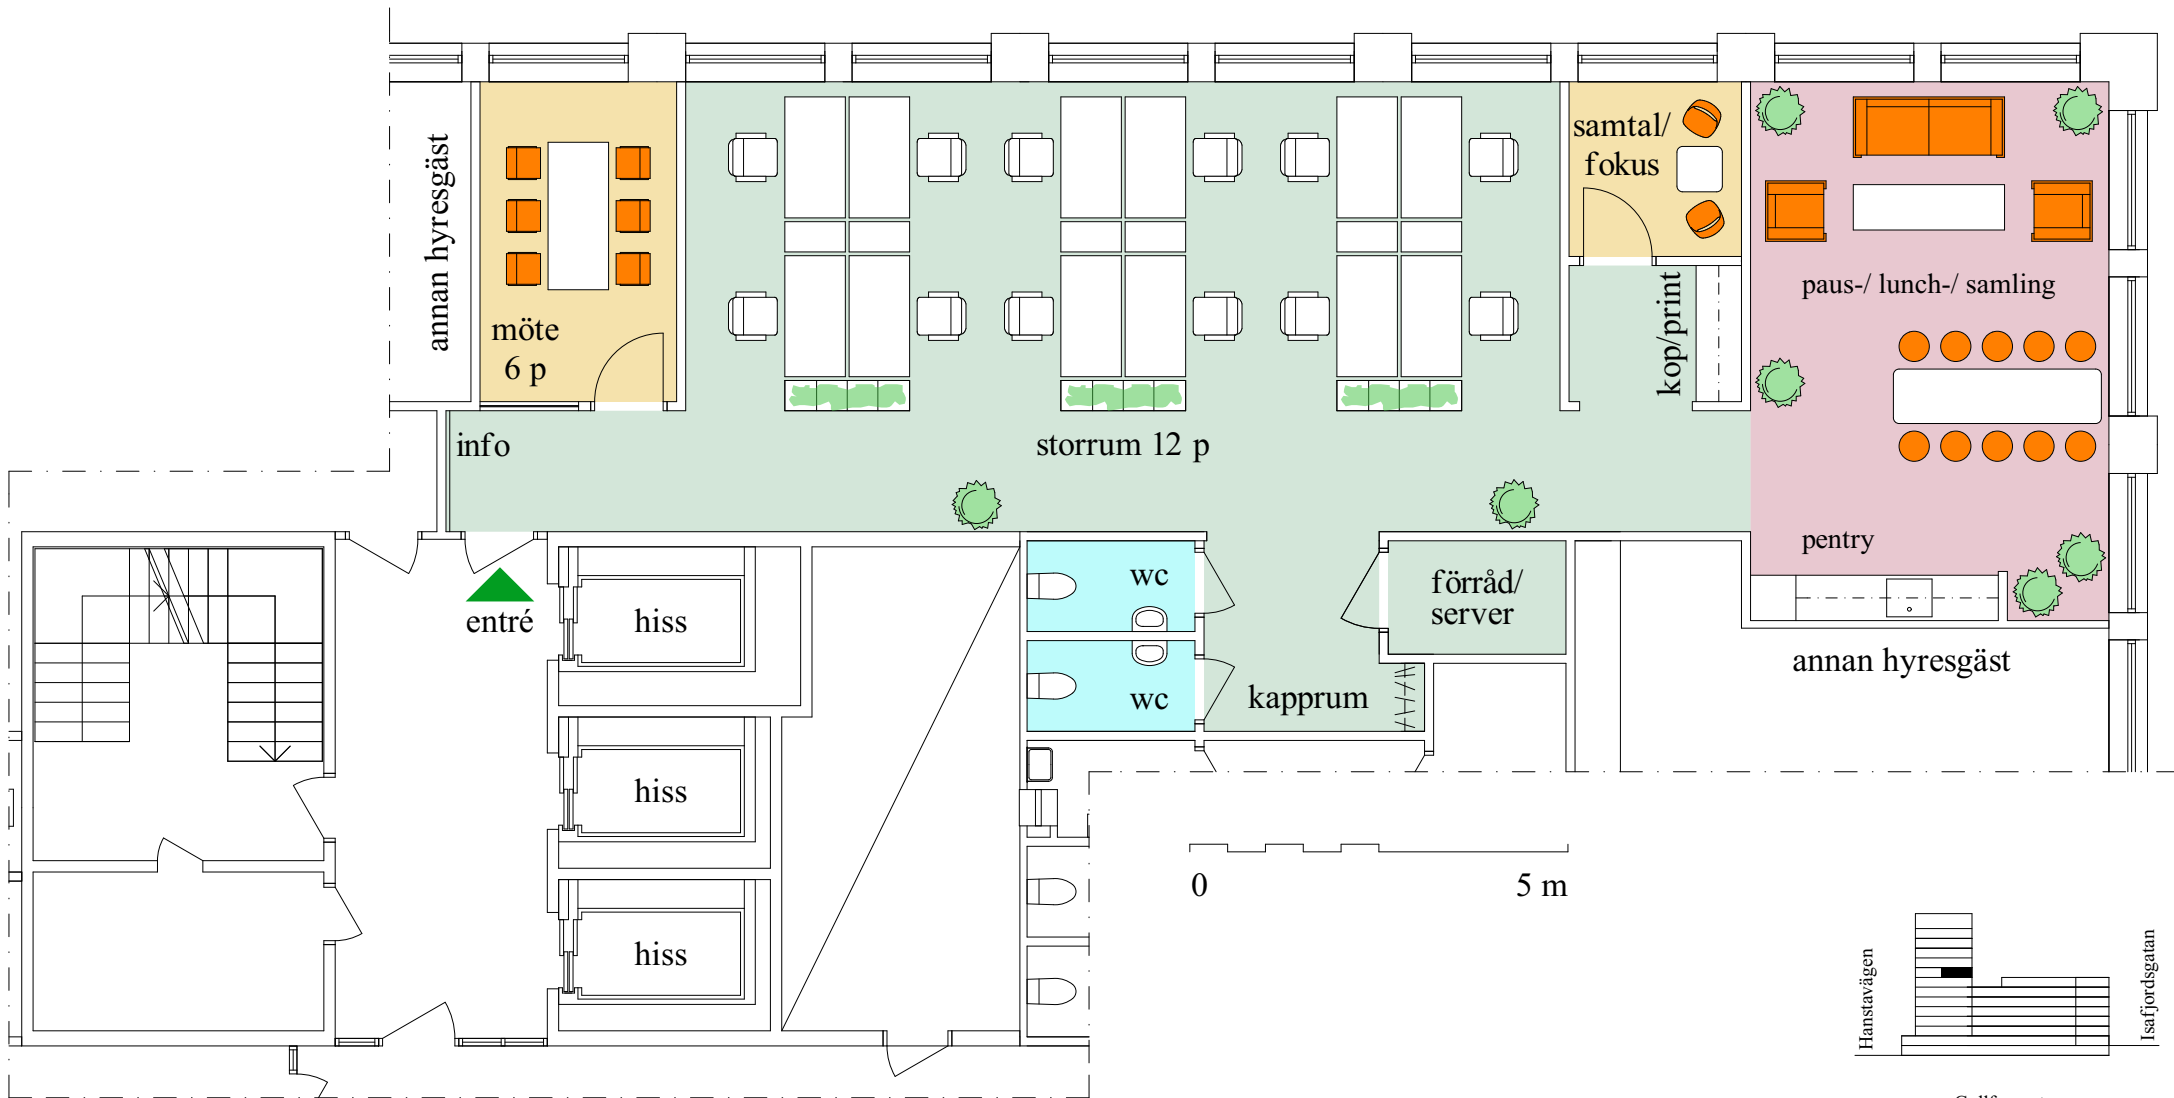 annan hyresgäst
möte
6 p
samtal/
fokus
kop/print
paus-/ lunch-/ samling
info
storrum 12 p
pentry
entré
hiss
wc
förråd/
server
annan hyresgäst
wc
kapprum
hiss
0
5 m
hiss
Hanstavägen
Isafjordsgatan